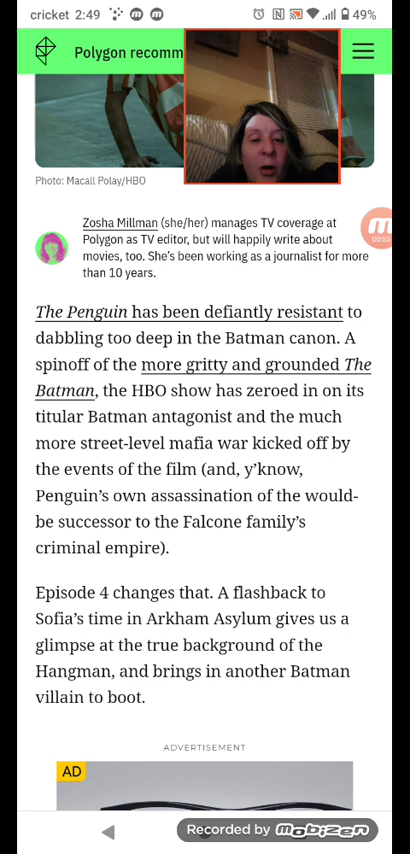 cricket 2:49
49%
Polygon recomm
Photo: Macall Polay/HBO
Zosha Millman (she/her) manages TV coverage at
Polygon as TV editor, but will happily write about
movies, too. She's been working as a journalist for more
than 10 years.
00:53
The Penguin has been defiantly resistant to
dabbling too deep in the Batman canon. A
spinoff of the more gritty and grounded The
Batman, the HBO show has zeroed in on its
titular Batman antagonist and the much
more street-level mafia war kicked off by
the events of the film (and, y'know,
Penguin's own assassination of the would-
be successor to the Falcone family's
criminal empire).
Episode 4 changes that. A flashback to
Sofia's time in Arkham Asylum gives us a
glimpse at the true background of the
Hangman, and brings in another Batman
villain to boot.
ADVERTISEMENT
AD
Recorded by mobizen